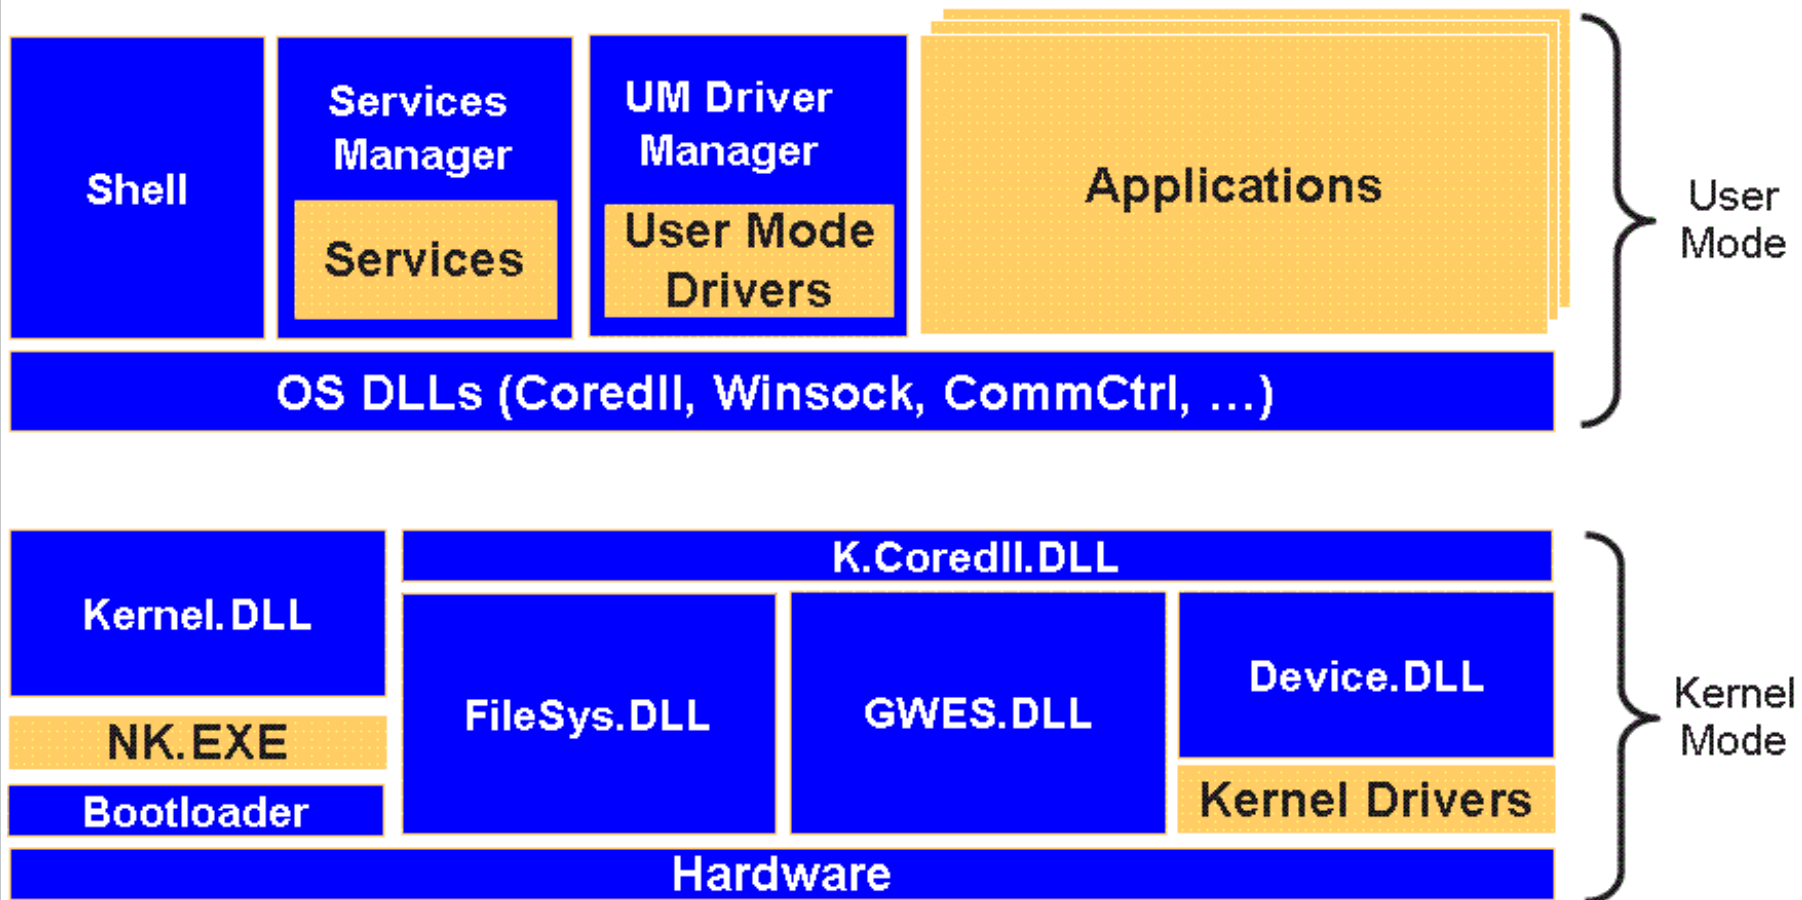 Shell
Services
Manager
Services
UM Driver
Manager
User Mode
Drivers
Applications
User
Mode
OS DLLs (Coredll, Winsock, CommCtrl, ...)
Kernel.DLL
NK.EXE
Bootloader
K.Coredll.DLL
FileSys.DLL
GWES.DLL
Device.DLL
Kernel Drivers
Kernel
Mode
Hardware